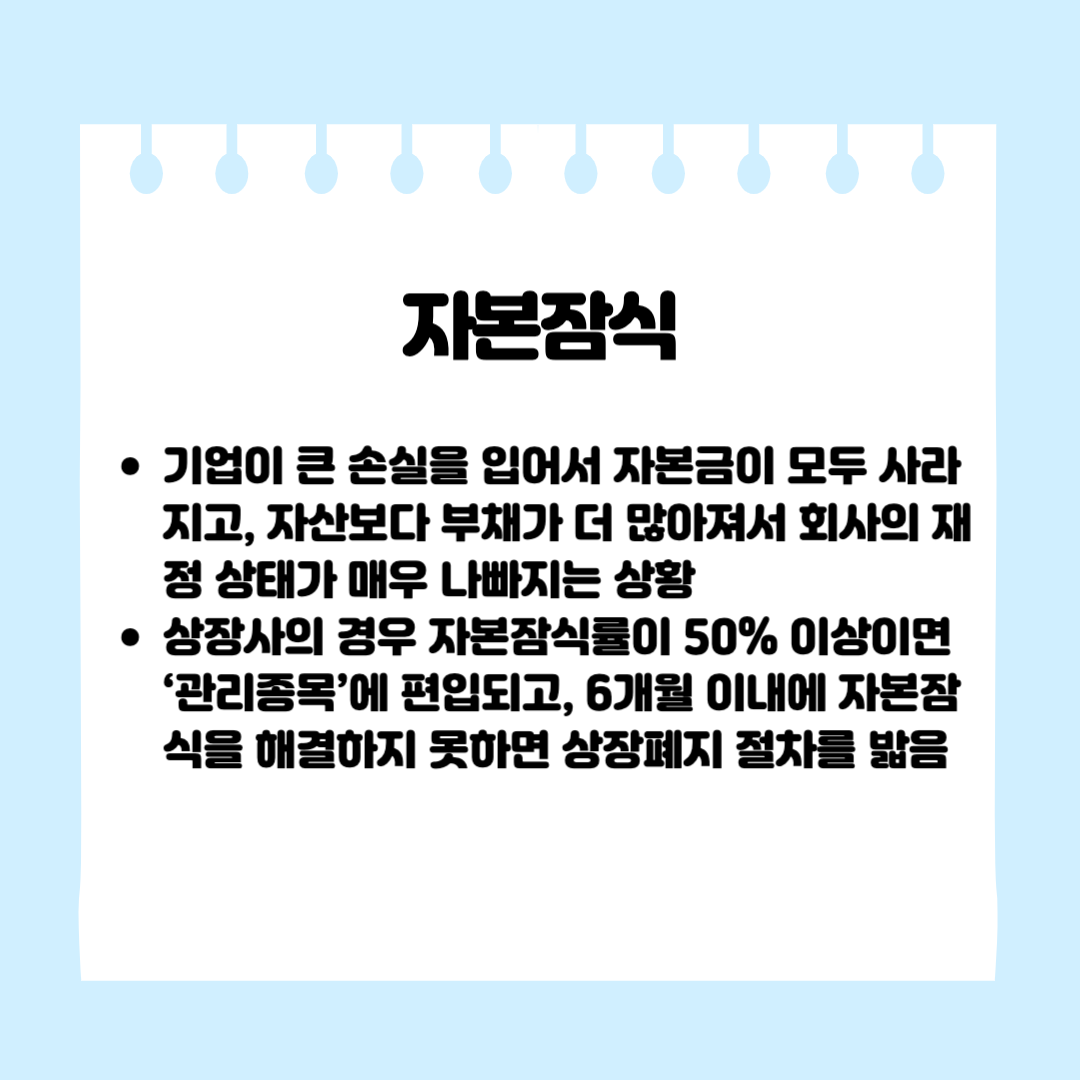 자본잠식
• 기업이 큰 손실을 입어서 자본금이 모두 사라
지고, 자산보다 부채가 더 많아져서 회사의 재
정 상태가 매우 나빠지는 상황
• 상장사의 경우 자본잠식률이 50% 이상이면
‘관리종목’에 편입되고, 6개월 이내에 자본잠
식을 해결하지 못하면 상장폐지 절차를 밟음